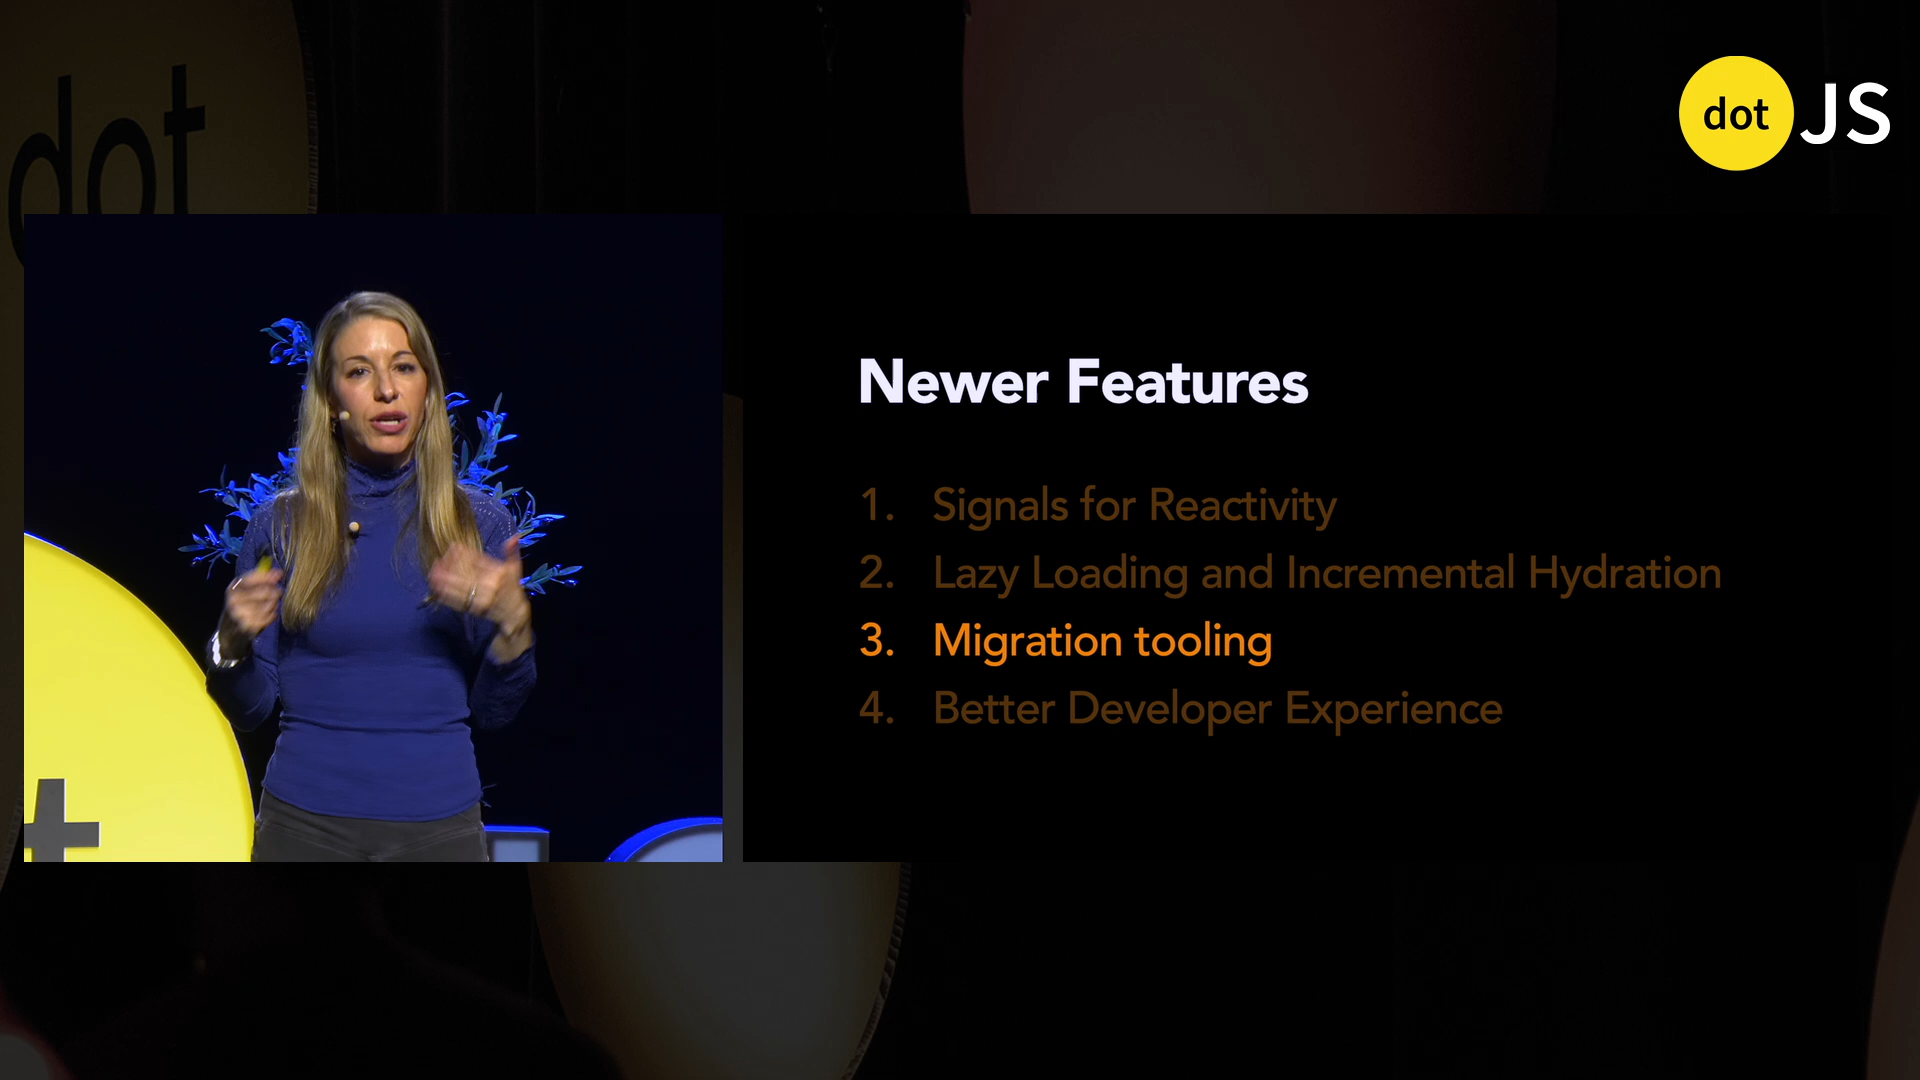 dot
dot JS
Newer Features
1. Signals for Reactivity
2. Lazy Loading and Incremental Hydration
3. Migration tooling
4. Better Developer Experience
t